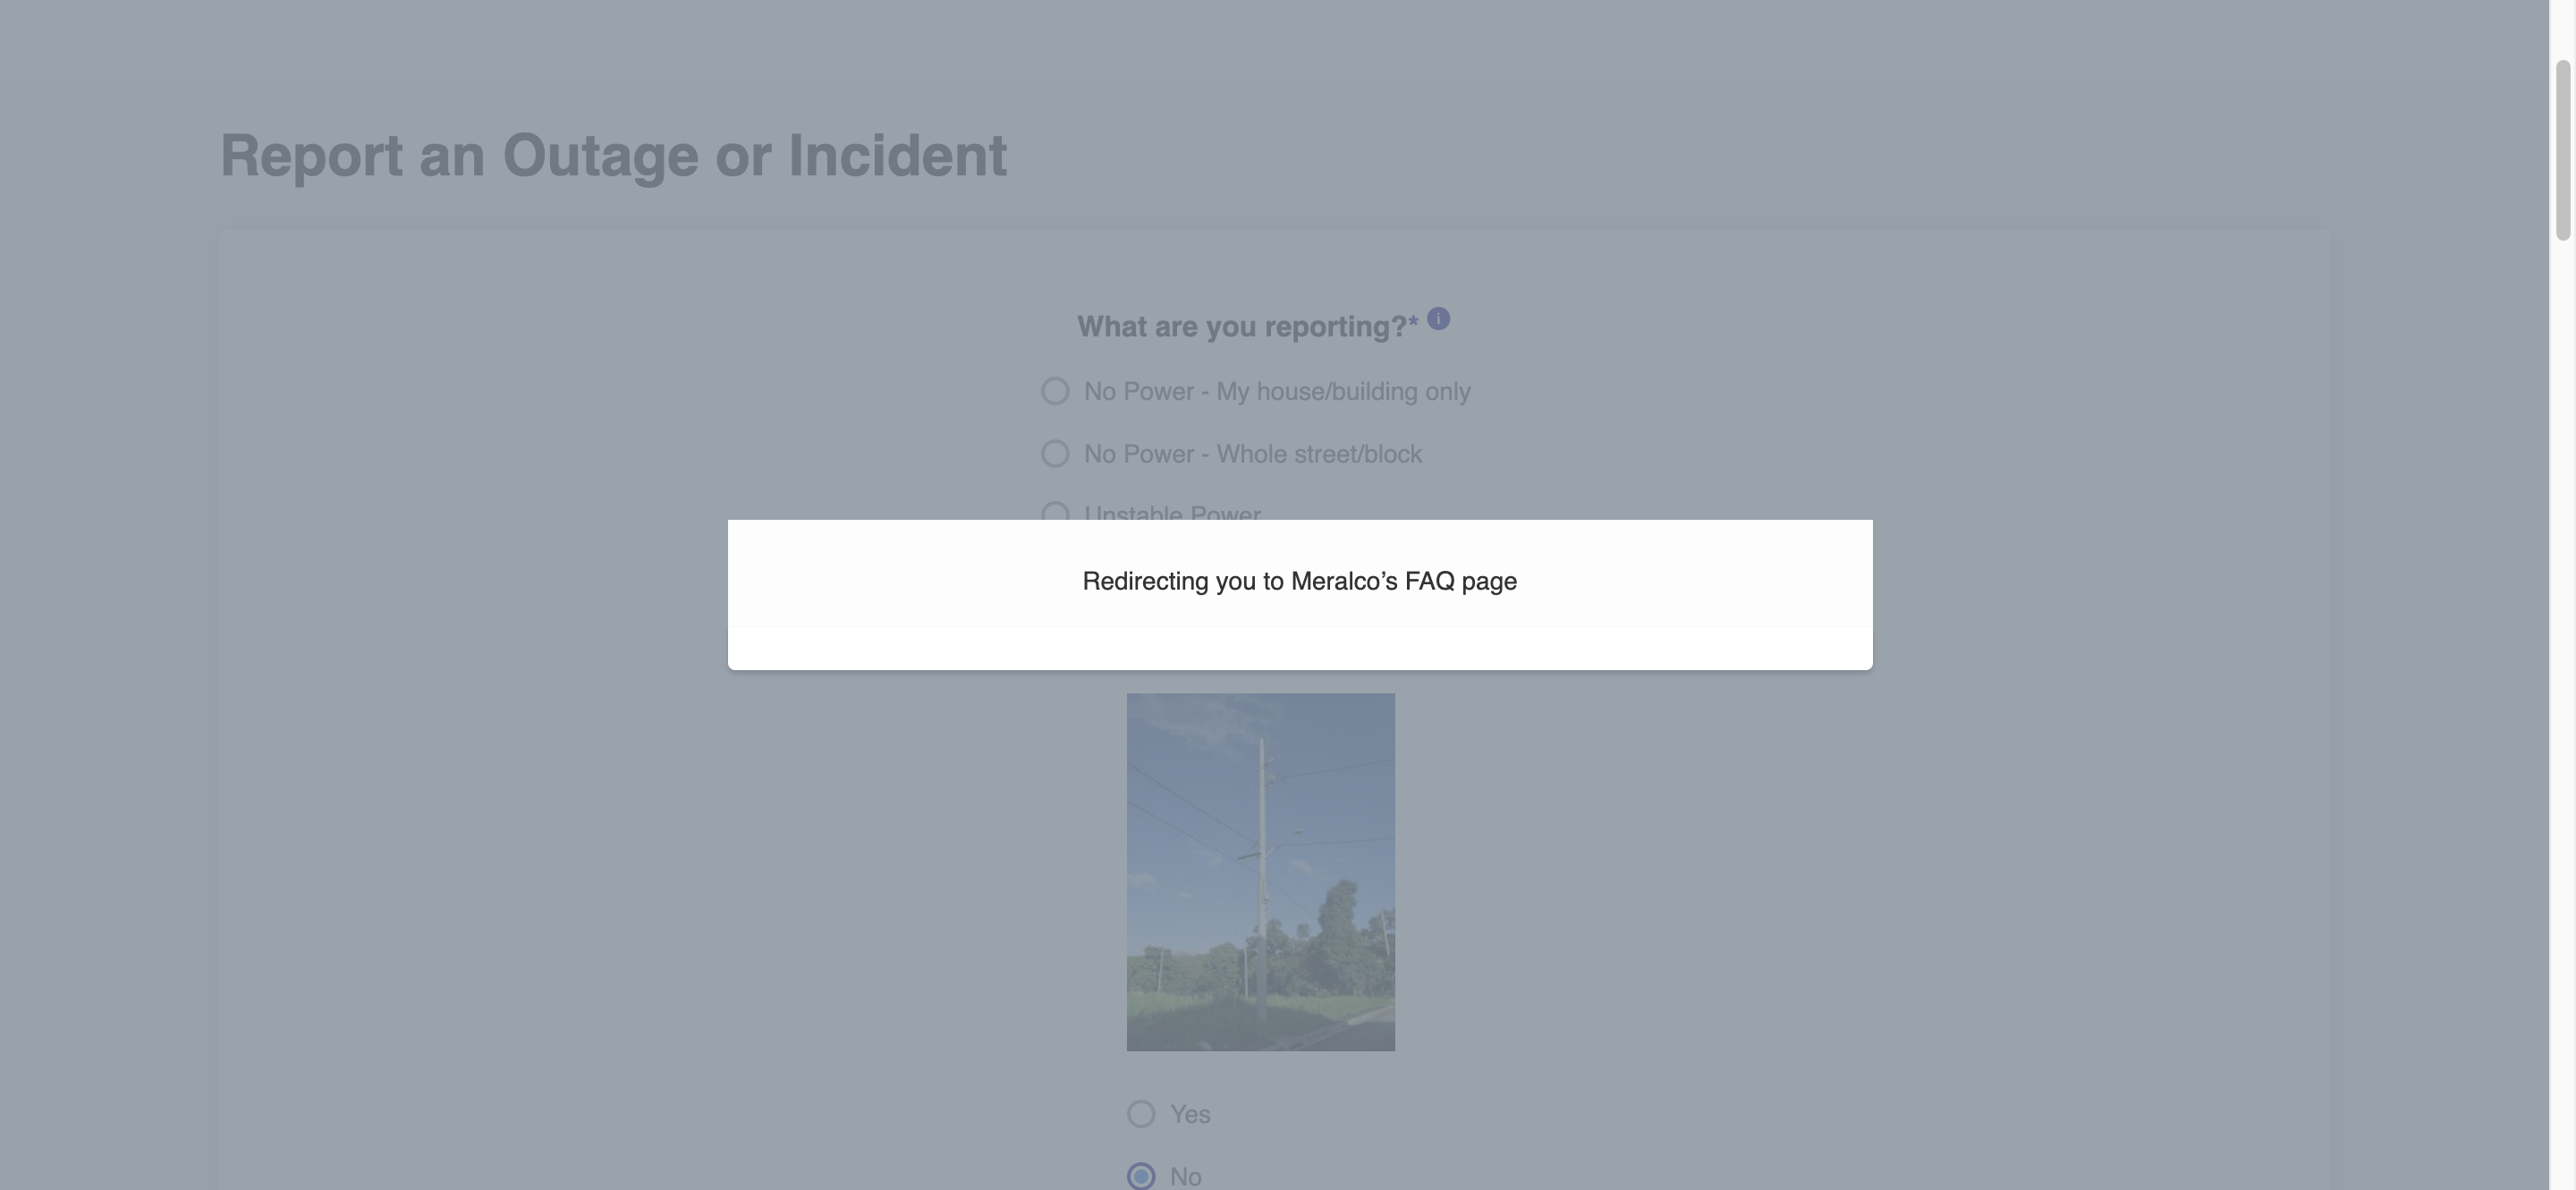 Report an Outage or Incident
What are you reporting?* i
No Power - My house/building only
No Power - Whole street/block
Unstable Power
Redirecting you to Meralco’s FAQ page
Yes
No